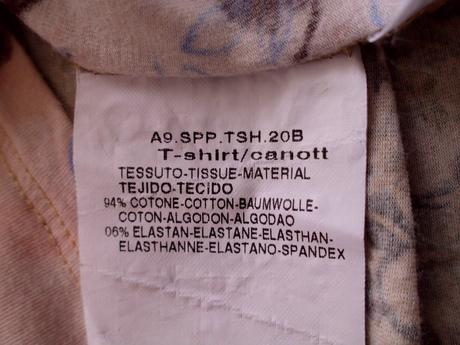 A9.SPP.TSH.20B
T-shirt/canott
TESSUTO-TISSUE-MATERIAL
TEJIDO-TECIDO
94% COTONE-COTTON-BAUMWOLLE-
COTON-ALGODON-ALGODAO
06% ELASTAN-ELASTANE-ELASTHAN-
ELASTHANNE-ELASTANO-SPANDEX